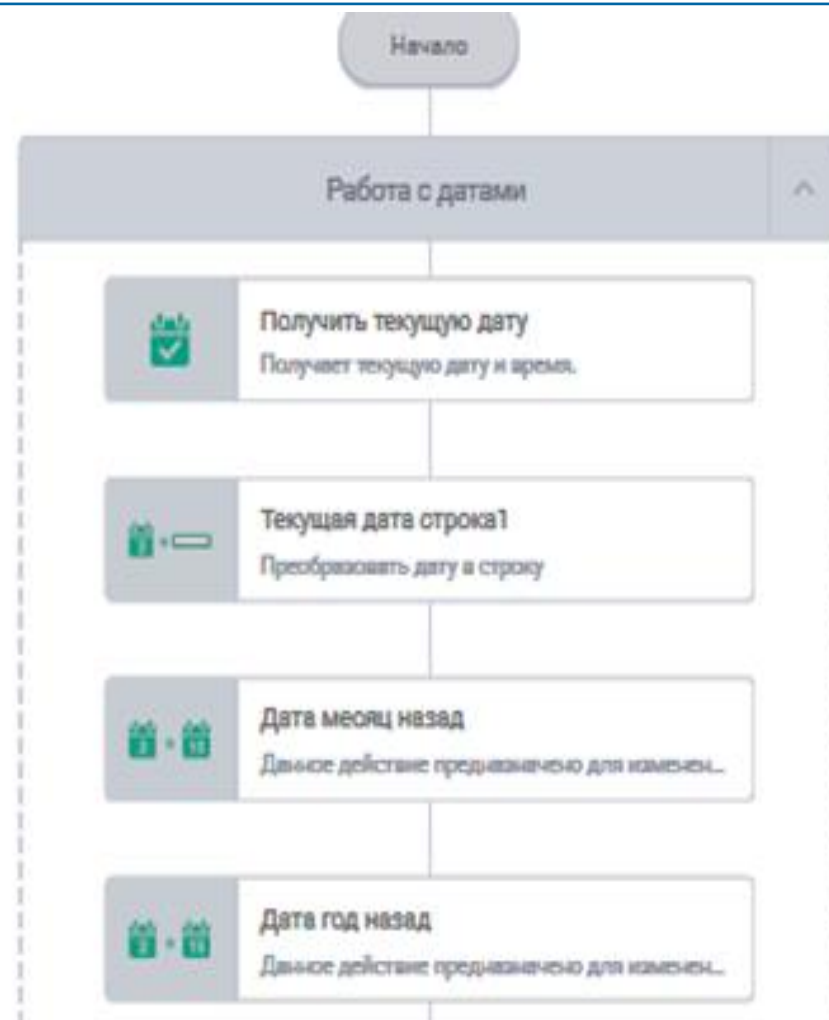 Начало
Работа с датами
Получить текущую дату
Получает текущую дату и время.
Текущая дата строка1
Преобразовать дату в строку
Дата месяц назад
Данное действие предназначено для изменен...
Дата год назад
Данное действие предназначено для изменен...